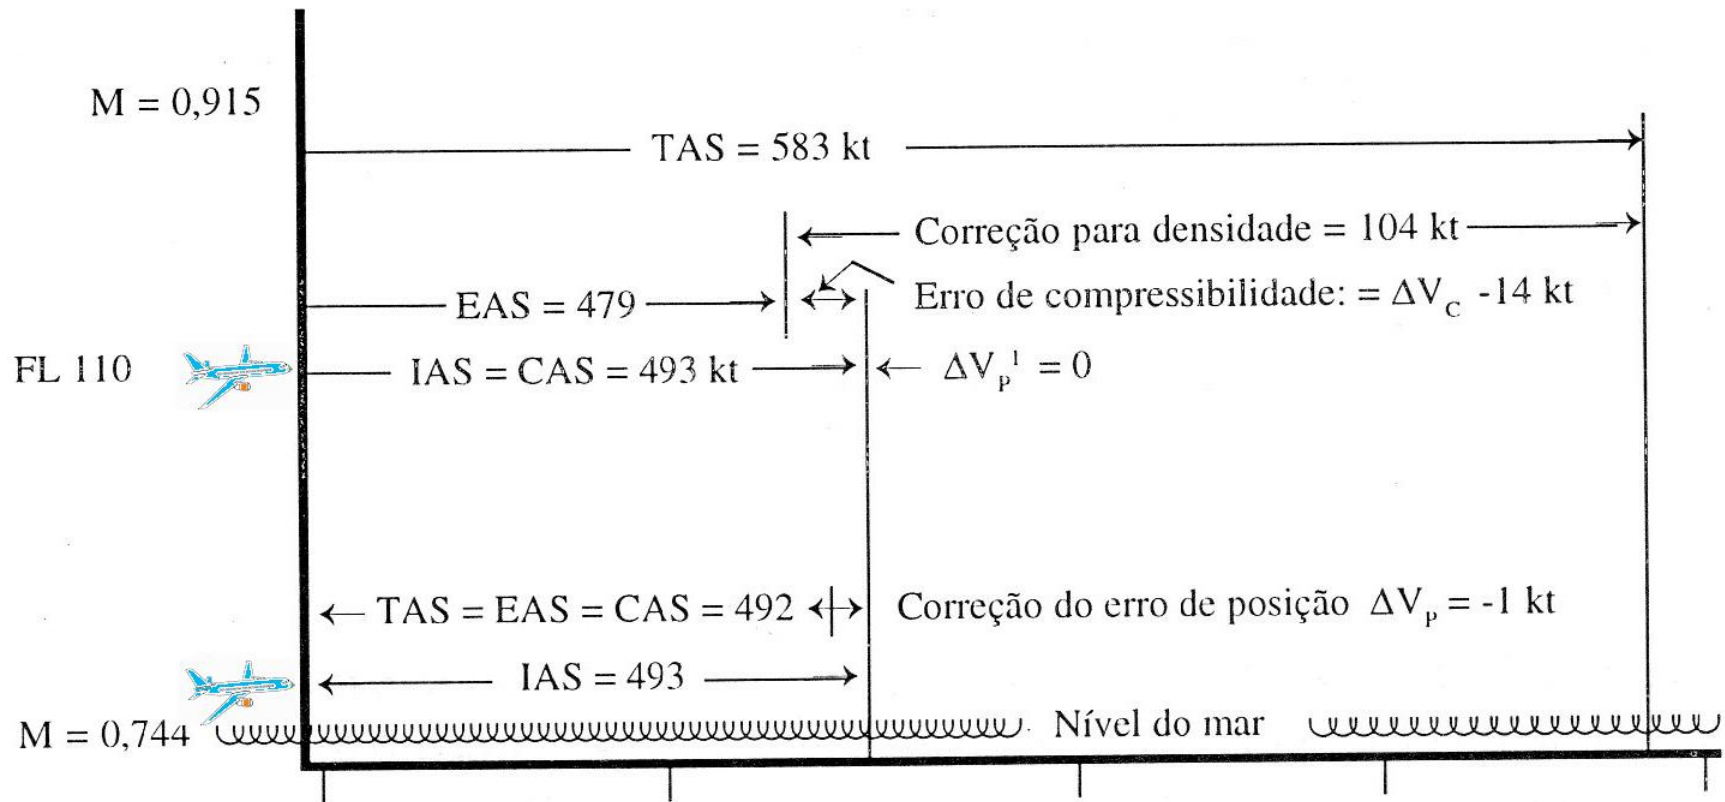 M = 0,915
TAS = 583 kt
Correção para densidade = 104 kt
EAS = 479
Erro de compressibilidade: = ΔV_c -14 kt
FL 110
IAS = CAS = 493 kt
ΔV_p^1 = 0
TAS = EAS = CAS = 492
Correção do erro de posição ΔV_p = -1 kt
IAS = 493
M = 0,744
Nível do mar